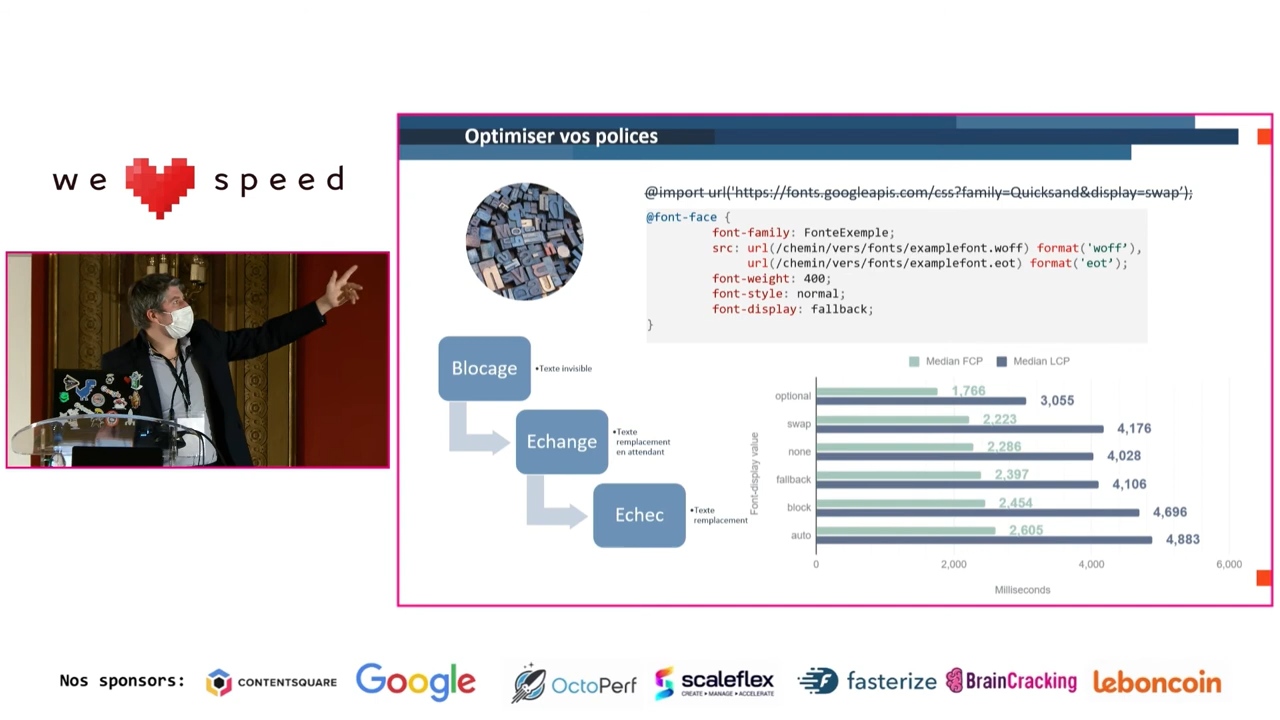 we speed
Optimiser vos polices
@import url('https://fonts.googleapis.com/css?family=Quicksand&display=swap’);
@font-face {
font-family: FonteExemple;
src: url(/chemin/vers/fonts/examplefont.woff) format('woff’),
url(/chemin/vers/fonts/examplefont.eot) format('eot’);
font-weight: 400;
font-style: normal;
font-display: fallback;
}
Blocage
•Texte invisible
Echange
•Texte
remplacement
en attendant
Echec
•Texte
remplacement
Median FCP Median LCP
Font-display value
optional 1,766 3,055
swap 2,223 4,176
none 2,286 4,028
fallback 2,397 4,106
block 2,454 4,696
auto 2,605 4,883
0 2,000 4,000 6,000
Milliseconds
Nos sponsors: CONTENTSQUARE Google OctoPerf scaleflex fasterize BrainCracking leboncoin
CREATE • MANAGE • ACCELERATE